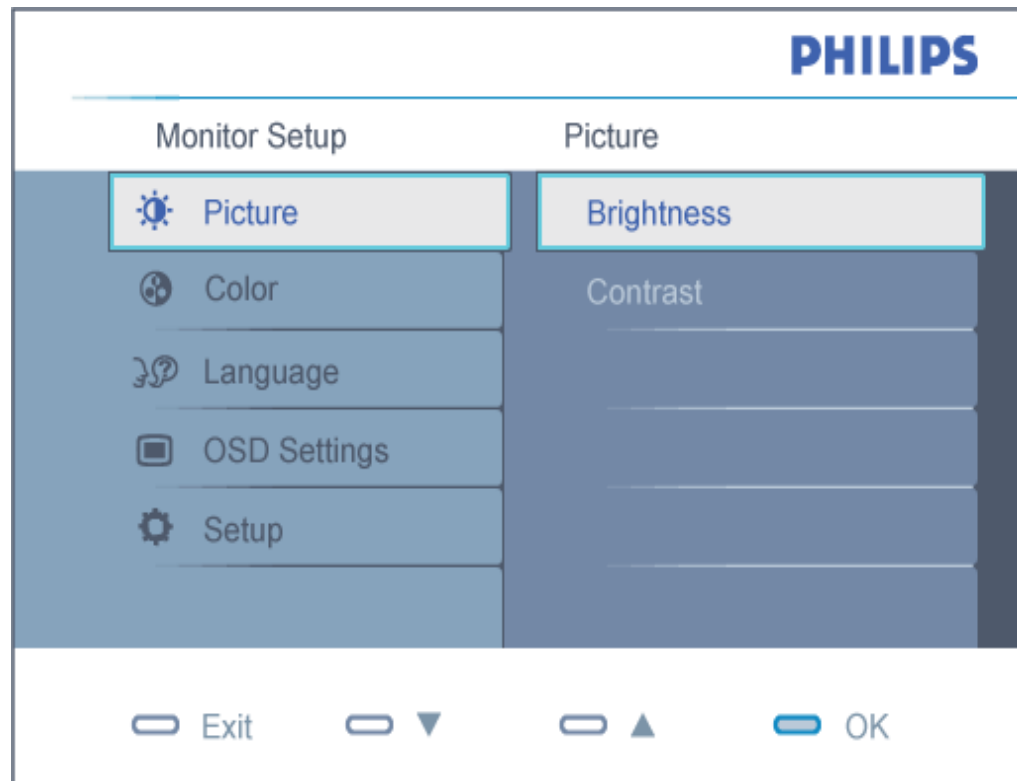 PHILIPS
Monitor Setup
Picture
Picture
Brightness
Color
Contrast
Language
OSD Settings
Setup
Exit ▼ ▲ OK